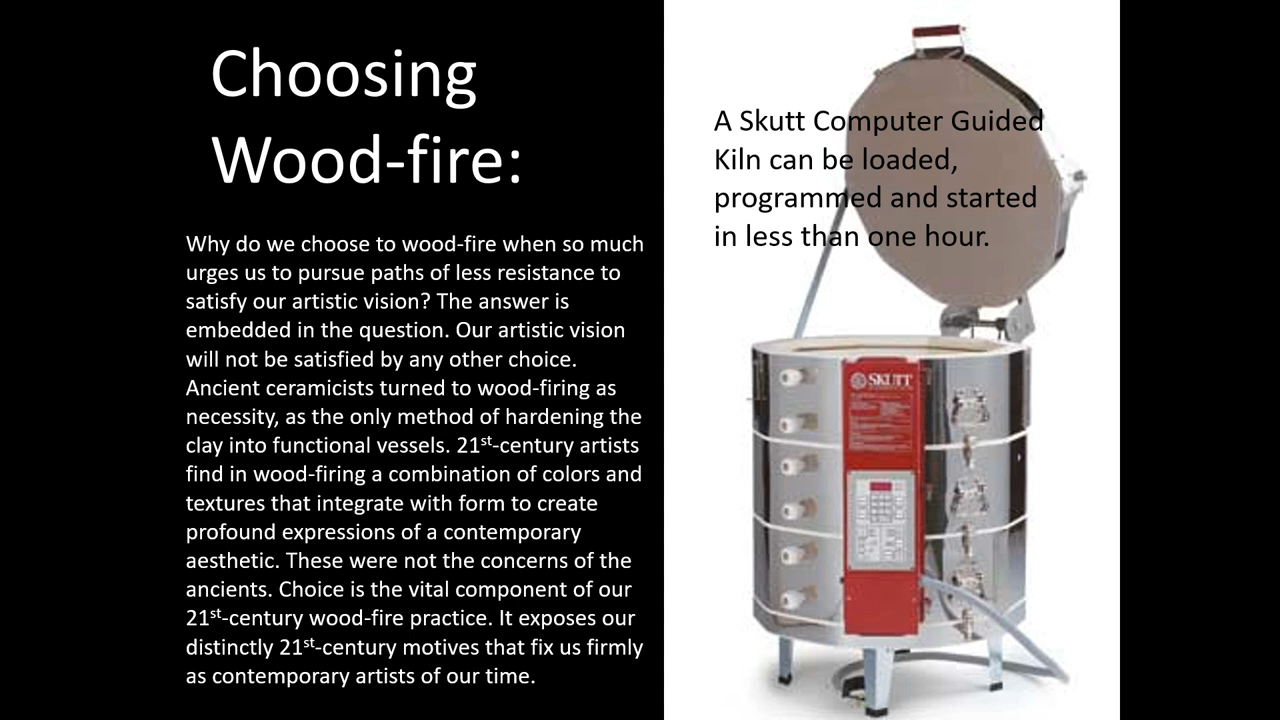 Choosing
Wood-fire:
Why do we choose to wood-fire when so much
urges us to pursue paths of less resistance to
satisfy our artistic vision? The answer is
embedded in the question. Our artistic vision
will not be satisfied by any other choice.
Ancient ceramicists turned to wood-firing as
necessity, as the only method of hardening the
clay into functional vessels. 21st-century artists
find in wood-firing a combination of colors and
textures that integrate with form to create
profound expressions of a contemporary
aesthetic. These were not the concerns of the
ancients. Choice is the vital component of our
21st-century wood-fire practice. It exposes our
distinctly 21st-century motives that fix us firmly
as contemporary artists of our time.
A Skutt Computer Guided
Kiln can be loaded,
programmed and started
in less than one hour.
SKUTT